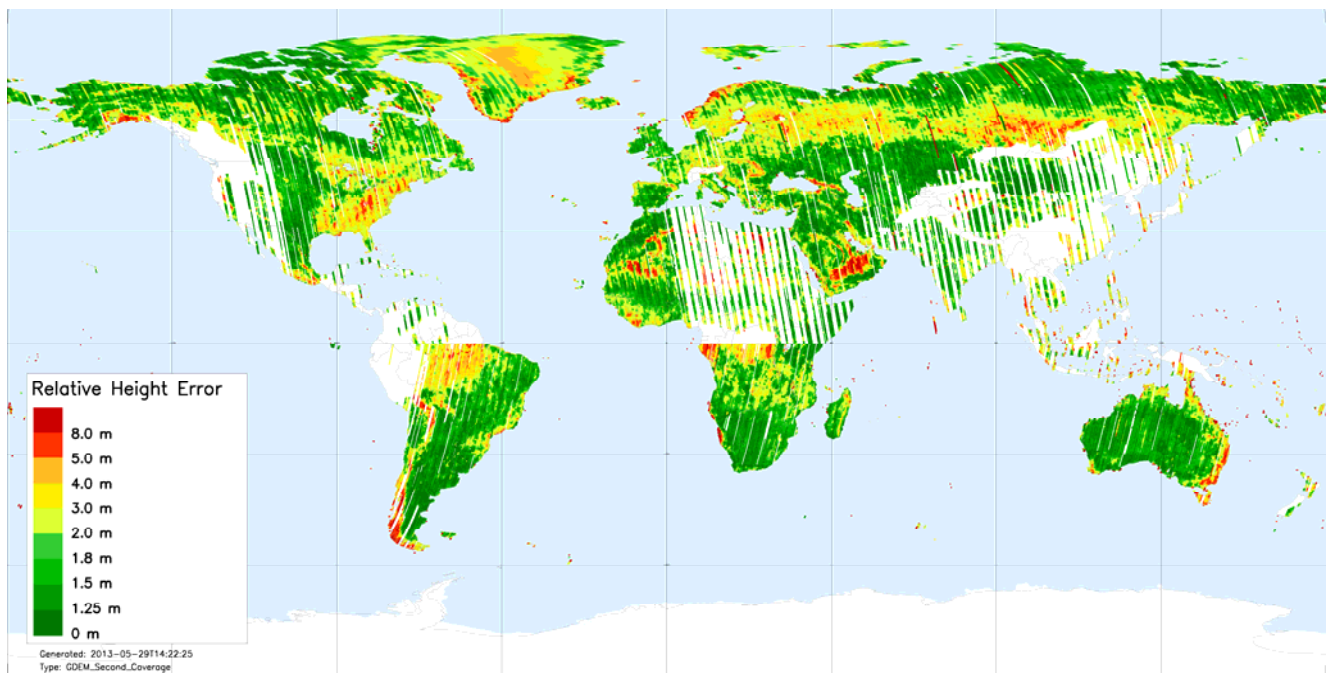 Relative Height Error
8.0 m
5.0 m
4.0 m
3.0 m
2.0 m
1.8 m
1.5 m
1.25 m
0 m
Generated: 2013-05-29T14:22:25
Type: GDEM_Second_Coverage